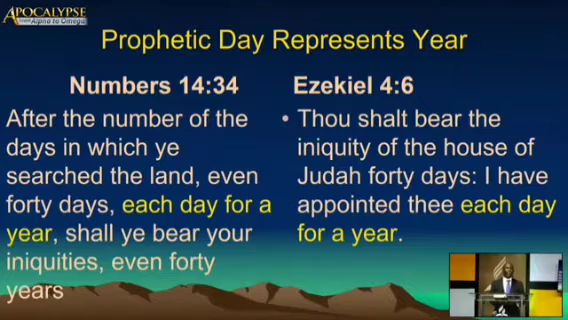 APOCALYPSE
Alpha to Omega
Prophetic Day Represents Year
Numbers 14:34
After the number of the
days in which ye
searched the land, even
forty days, each day for a
year, shall ye bear your
iniquities, even forty
years
Ezekiel 4:6
• Thou shalt bear the
iniquity of the house of
Judah forty days: I have
appointed thee each day
for a year.